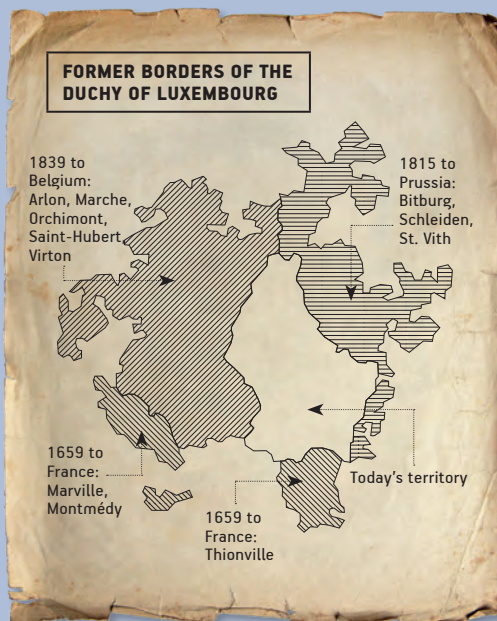 FORMER BORDERS OF THE
DUCHY OF LUXEMBOURG
1839 to
Belgium:
Arlon, Marche,
Orchimont,
Saint-Hubert,
Virton
1815 to
Prussia:
Bitburg,
Schleiden,
St. Vith
1659 to
France:
Marville,
Montmédy
1659 to
France:
Thionville
Today's territory